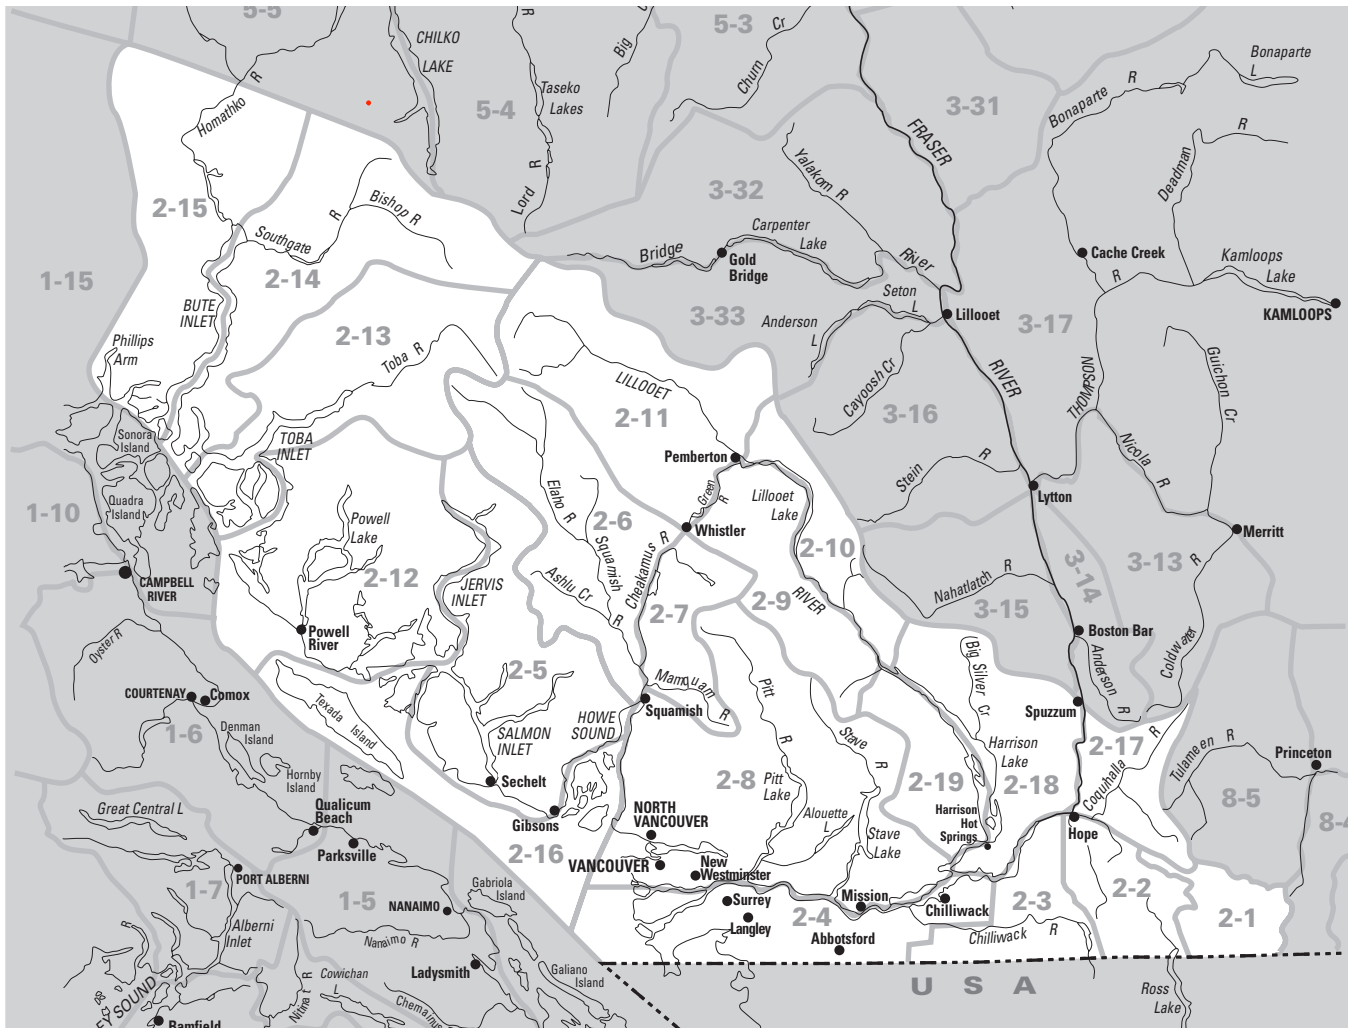 5-5
5-3
Cr
Churn
Big
R
CHILKO
LAKE
R
Taseko
Lakes
5-4
R
Lord
Homathko
R
3-31
FRASER
Bonaparte
L
R
Bonaparte
R
Deadman
2-15
Bishop R
R
Southgate
2-14
3-32
Yalakom R
Carpenter
Lake
Bridge
Gold
Bridge
River
Cache Creek
R
Kamloops
Lake
KAMLOOPS
1-15
BUTE
INLET
2-13
Toba R
3-33
Seton
L
Anderson
L
Lillooet
3-17
Phillips
Arm
LILLOOET
2-11
Cayoosh Cr
3-16
RIVER
THOMPSON
Guichon Cr
Sonora
Island
TOBA
INLET
Pemberton
Green
R
Lillooet
Lake
Stein
R
Nicola
R
Lytton
1-10
Quadra
Island
Powell
Lake
Elaho R
2-6
Squamish
R
Whistler
Cheakamus R
2-10
Merritt
CAMPBELL
RIVER
2-12
JERVIS
INLET
Ashlu Cr
2-7
2-9
RIVER
Nahatlatch
R
3-15
3-14
3-13
R
Coldwater
Oyster R
Powell
River
Boston Bar
Anderson
R
COURTENAY
Comox
Texada Island
2-5
Mamquam
R
Squamish
HOWE
SOUND
SALMON
INLET
Pitt
R
Stave
R
Big Silver
Cr
Spuzzum
1-6
Denman
Island
Hornby
Island
Sechelt
2-8
Pitt
Lake
2-19
Harrison
Lake
2-18
2-17
R
Coquihalla
Tulameen R
Princeton
8-5
8-4
Great Central L
Qualicum
Beach
Parksville
Gibsons
NORTH
VANCOUVER
Alouette
L
Stave
Lake
Harrison
Hot
Springs
Hope
2-16
VANCOUVER
New
Westminster
PORT ALBERNI
1-7
1-5
Gabriola
Island
NANAIMO
Surrey
Langley
2-4
Mission
Chilliwack
2-3
2-2
2-1
Alberni
Inlet
Nanaimo R
Abbotsford
Chilliwack R
Ladysmith
Galiano
Island
Cowichan
L
Nitinat R
Chemainus
EY SOUND
Bamfield
U S A
Ross
Lake